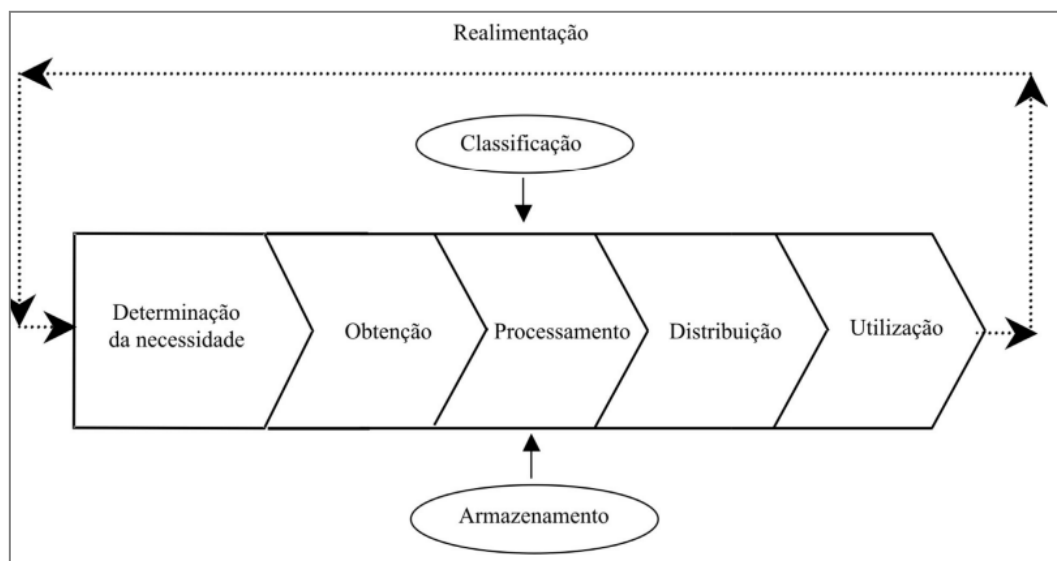 Realimentação
Classificação
Determinação
da necessidade
Obtenção
Processamento
Distribuição
Utilização
Armazenamento